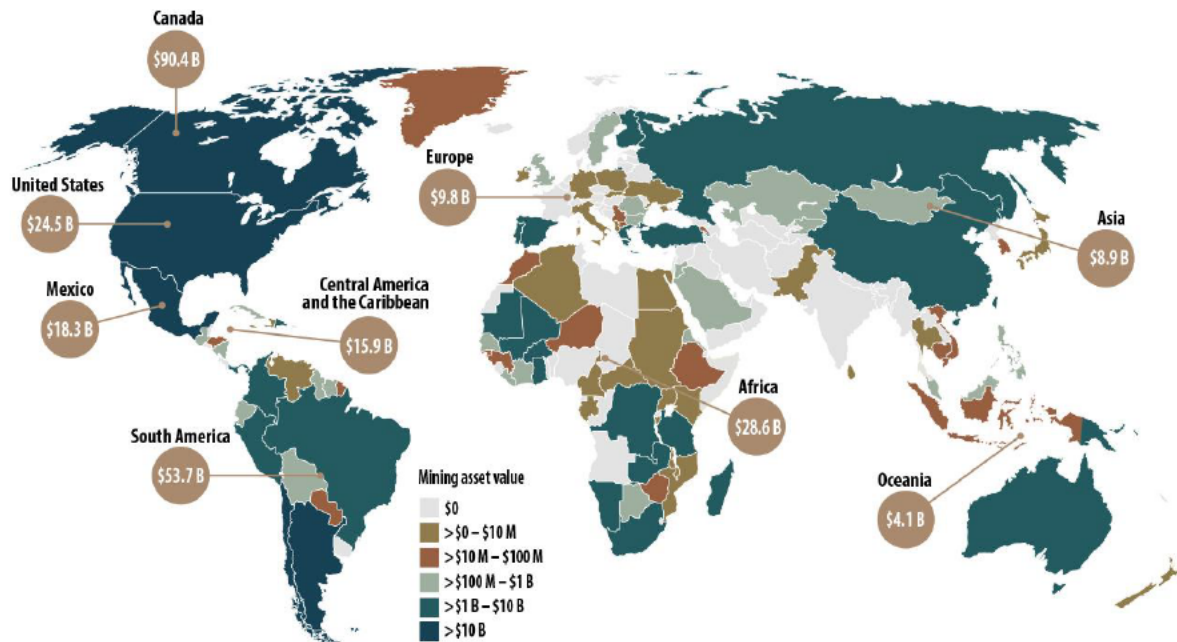 Canada
$90.4 B
United States
$24.5 B
Mexico
$18.3 B
Central America
and the Caribbean
$15.9 B
South America
$53.7 B
Europe
$9.8 B
Africa
$28.6 B
Asia
$8.9 B
Oceania
$4.1 B
Mining asset value
$0
>$0 – $10 M
>$10 M – $100 M
>$100 M – $1 B
>$1 B – $10 B
>$10 B